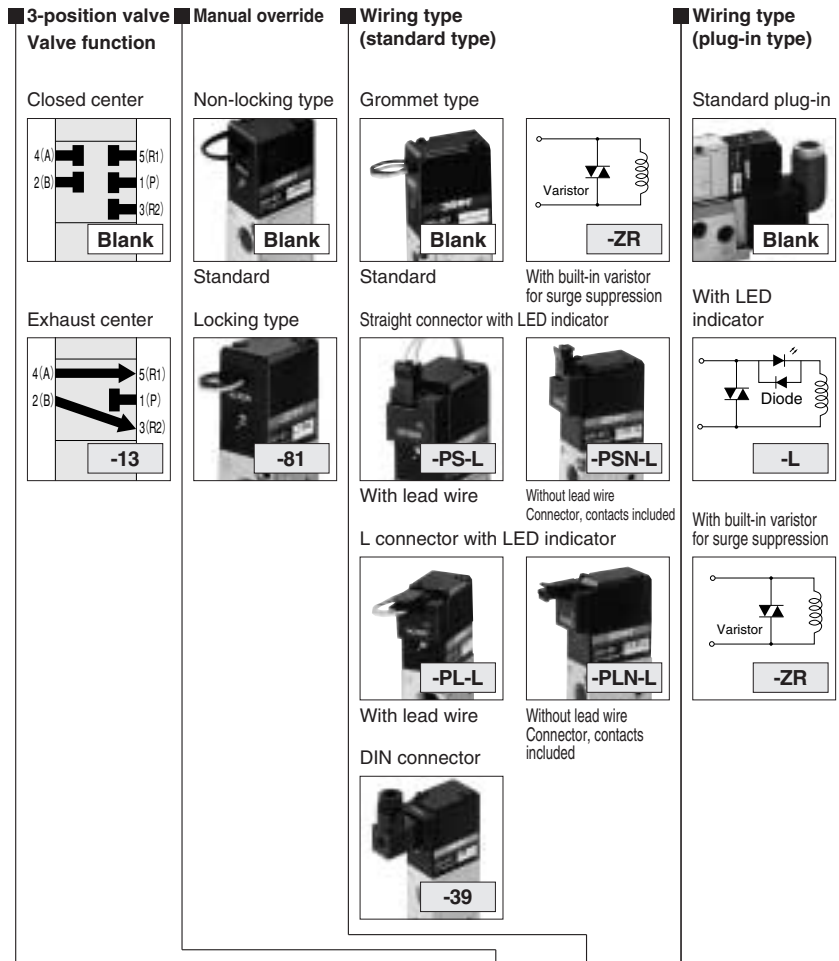 ■ 3-position valve
Valve function
Closed center
4(A)
2(B)
5(R1)
1(P)
3(R2)
Blank
Exhaust center
4(A)
2(B)
5(R1)
1(P)
3(R2)
-13
■ Manual override
Non-locking type
Blank
Standard
Locking type
-81
■ Wiring type
(standard type)
Grommet type
Blank
Standard
Varistor
-ZR
With built-in varistor
for surge suppression
Straight connector with LED indicator
-PS-L
With lead wire
-PSN-L
Without lead wire
Connector, contacts included
L connector with LED indicator
-PL-L
With lead wire
-PLN-L
Without lead wire
Connector, contacts
included
DIN connector
-39
■ Wiring type
(plug-in type)
Standard plug-in
Blank
With LED
indicator
Diode
-L
With built-in varistor
for surge suppression
Varistor
-ZR